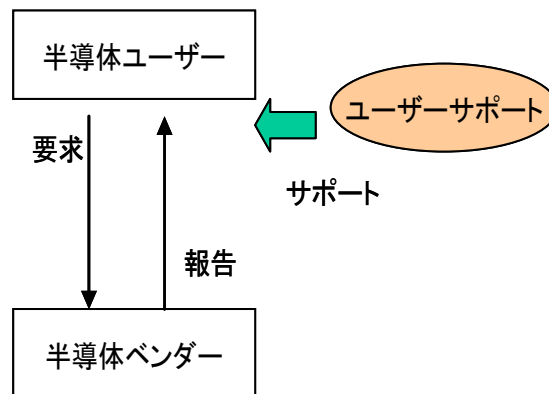 半導体ユーザー
ユーザーサポート
要求
サポート
報告
半導体ベンダー